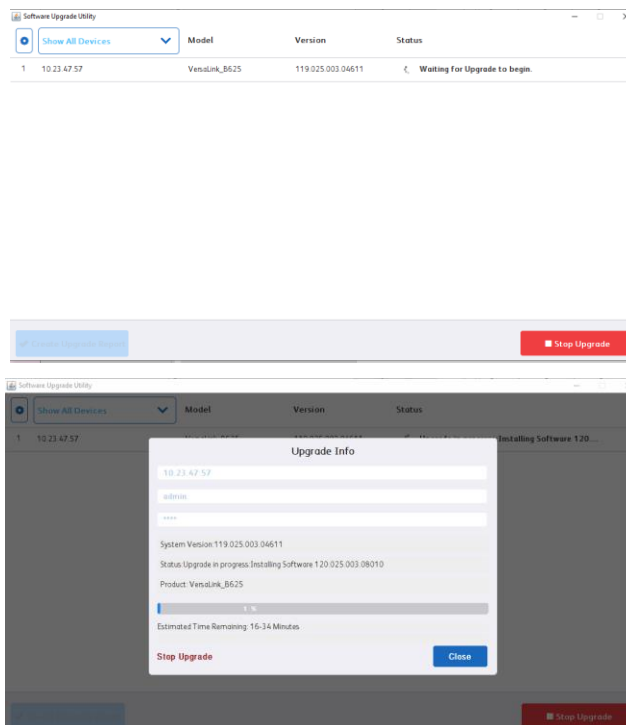 Software Upgrade Utility
Show All Devices Model Version Status
1 10.23.47.57 VersaLink_B625 119.025.003.04611 Waiting for Upgrade to begin.
Create Upgrade Report Stop Upgrade
Software Upgrade Utility
Show All Devices Model Version Status
1 10.23.47.57 Installing Software 120...
Upgrade Info
10.23.47.57
admin
****
System Version:119.025.003.04611
Status:Upgrade in progress:Installing Software 120.025.003.08010
Product: VersaLink_B625
1 %
Estimated Time Remaining: 16-34 Minutes
Stop Upgrade Close
Stop Upgrade